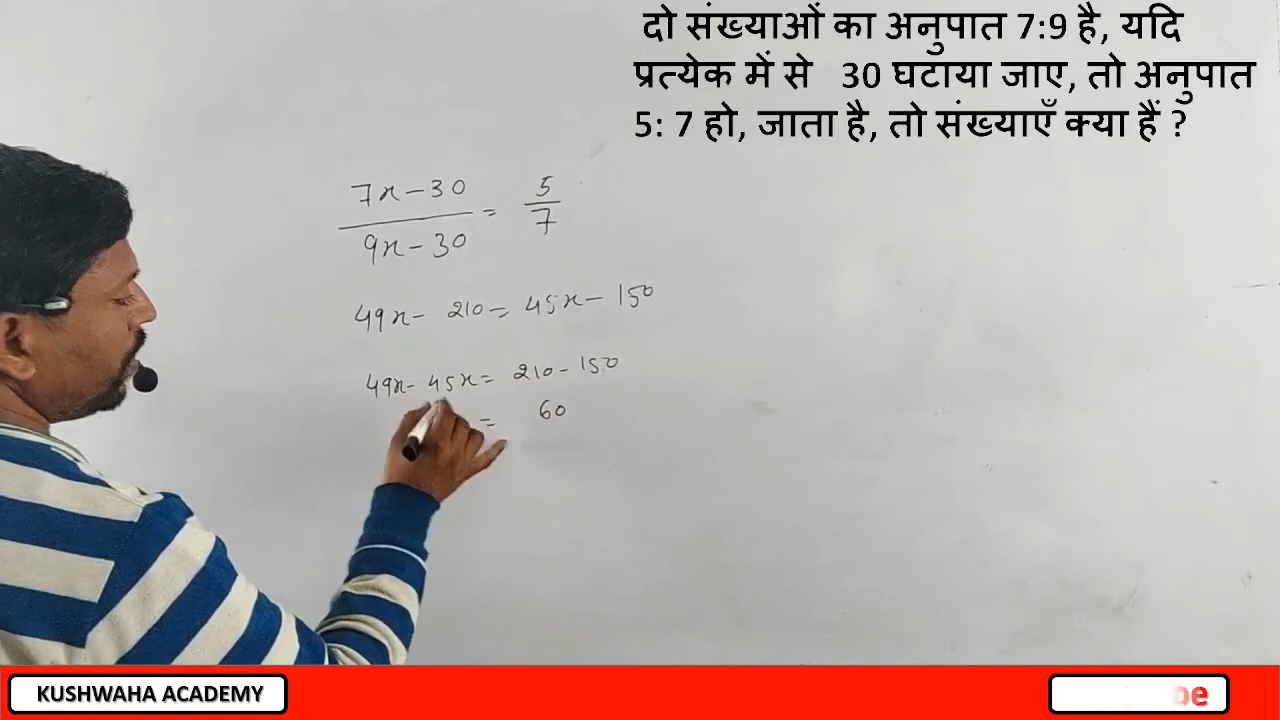 दो संख्याओं का अनुपात 7:9 है, यदि
प्रत्येक में से 30 घटाया जाए, तो अनुपात
5: 7 हो, जाता है, तो संख्याएँ क्या हैं ?
7x-30
9x-30
=
5
7
49x- 210= 45x- 150
49x- 45x= 210- 150
= 60
KUSHWAHA ACADEMY